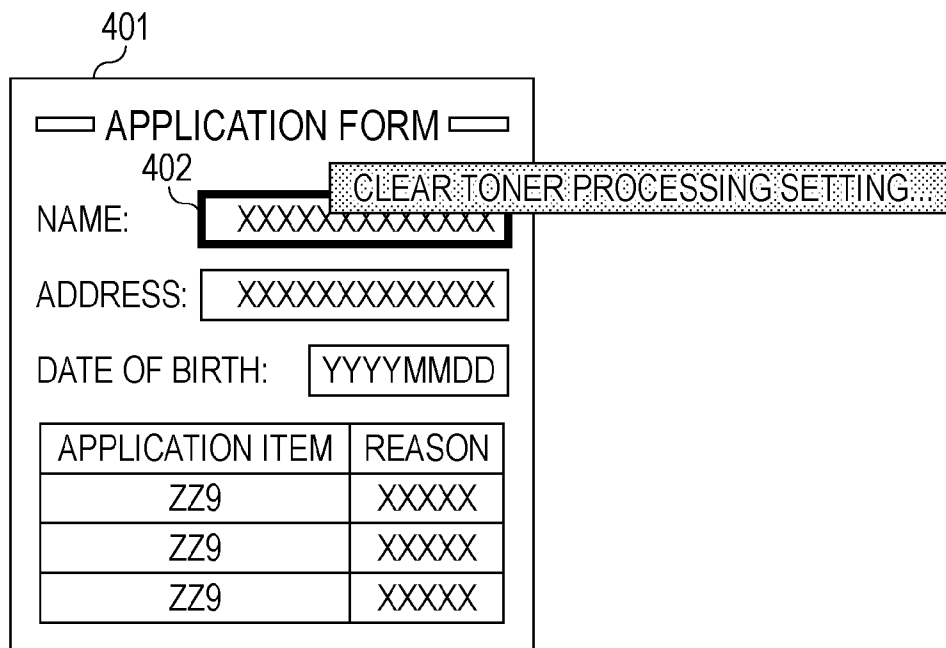 401
APPLICATION FORM
402
CLEAR TONER PROCESSING SETTING...
NAME: XXXXXXXXXXXXX
ADDRESS: XXXXXXXXXXXXX
DATE OF BIRTH: YYYYMMDD
APPLICATION ITEM REASON
ZZ9 XXXXX
ZZ9 XXXXX
ZZ9 XXXXX